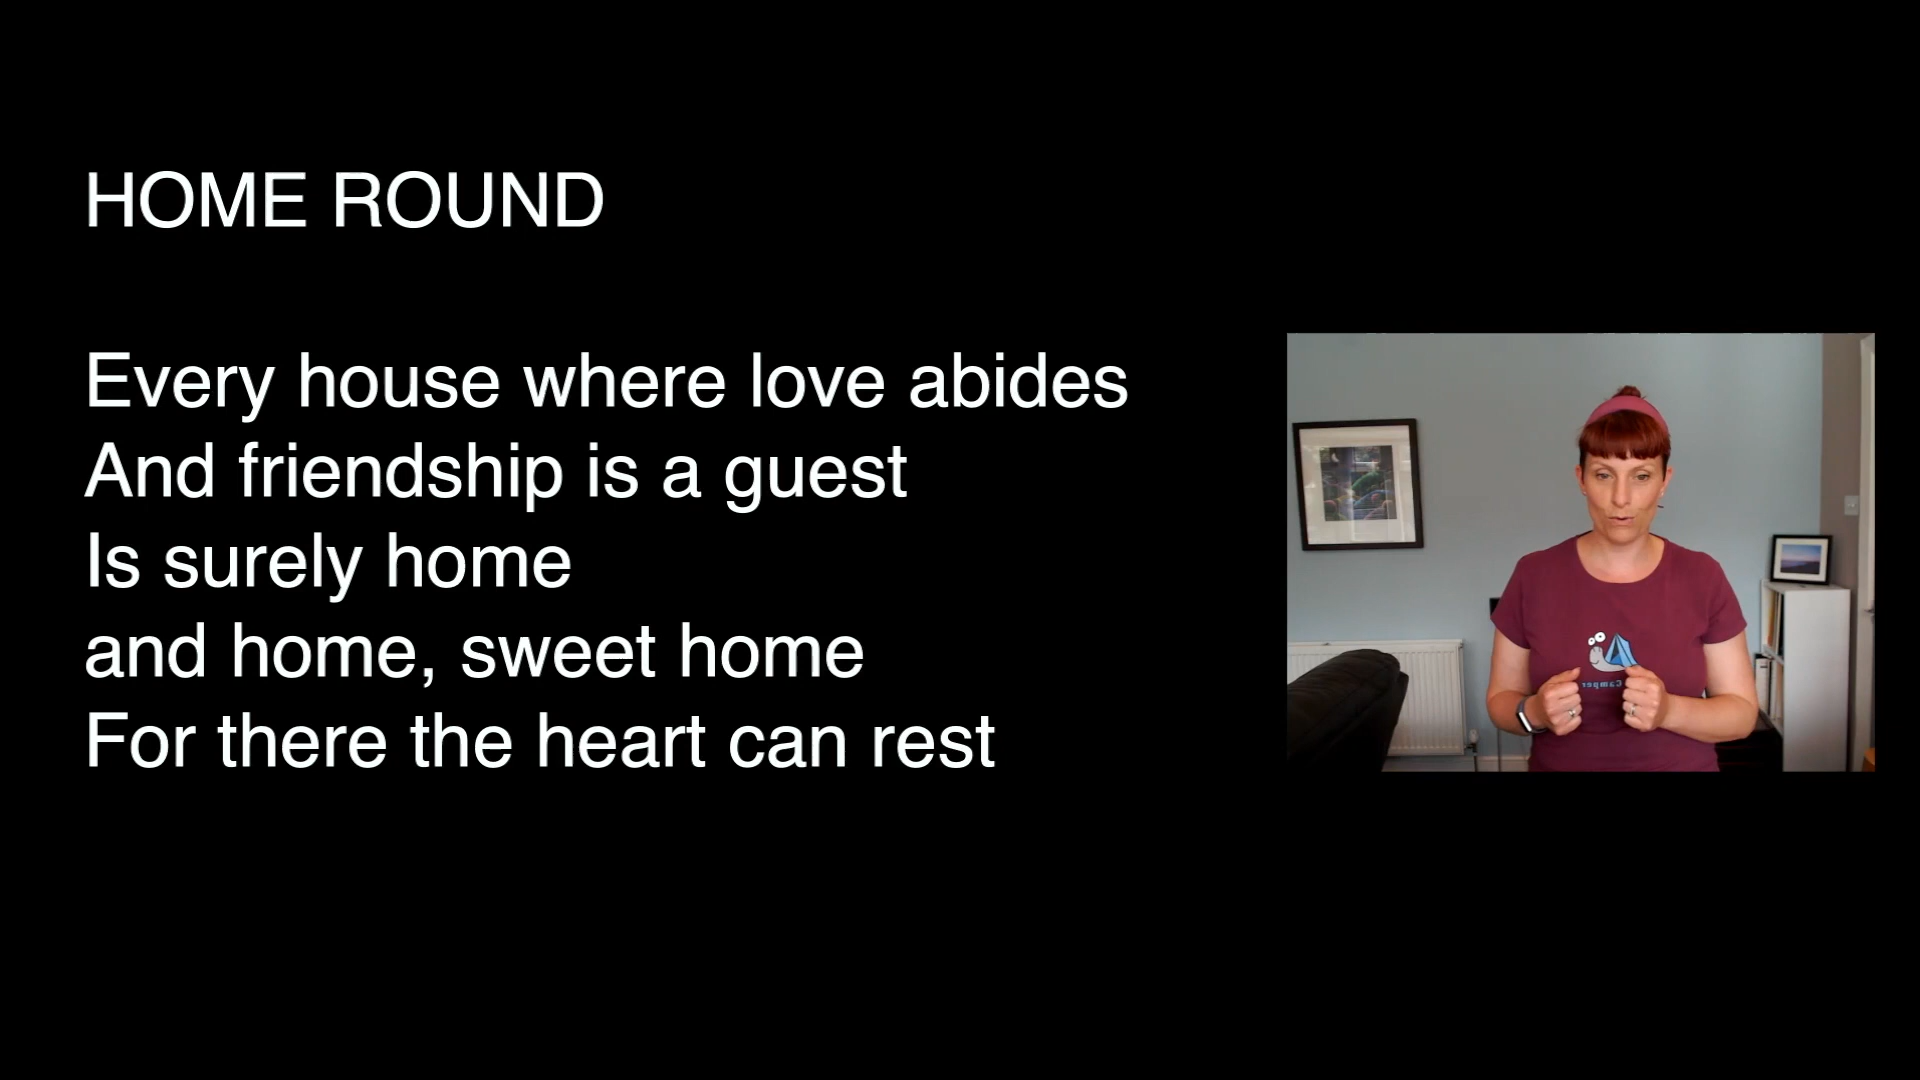 HOME ROUND
Every house where love abides
And friendship is a guest
Is surely home
and home, sweet home
For there the heart can rest
Camper